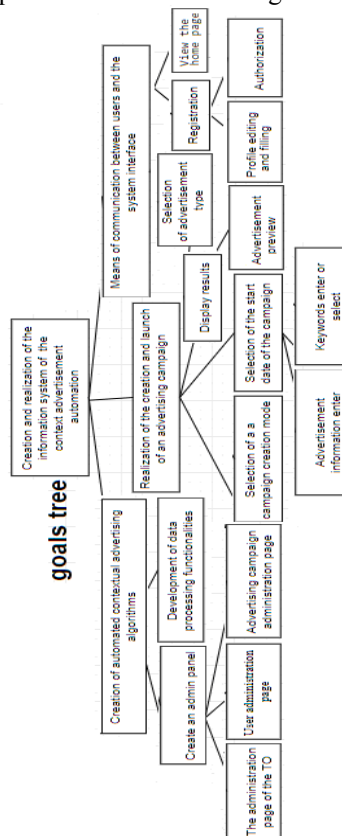 goals tree
Creation and realization of the
information system of the
context advertisement
automation
Creation of automated contextual advertising
algorithms
Realization of the creation and launch
of an advertising campaign
Means of communication between users and the
system interface
Create an admin panel
Development of data
processing functionalities
Display results
Selection
of advertisement
type
Registration
View the
home page
The administration
page of the TO
User administration
page
Advertising campaign
administration page
Selection of a a
campaign creation mode
Selection of the start
date of the campaign
Advertisement
preview
Profile editing
and filling
Authorization
Advertisement
information enter
Keywords enter or
select